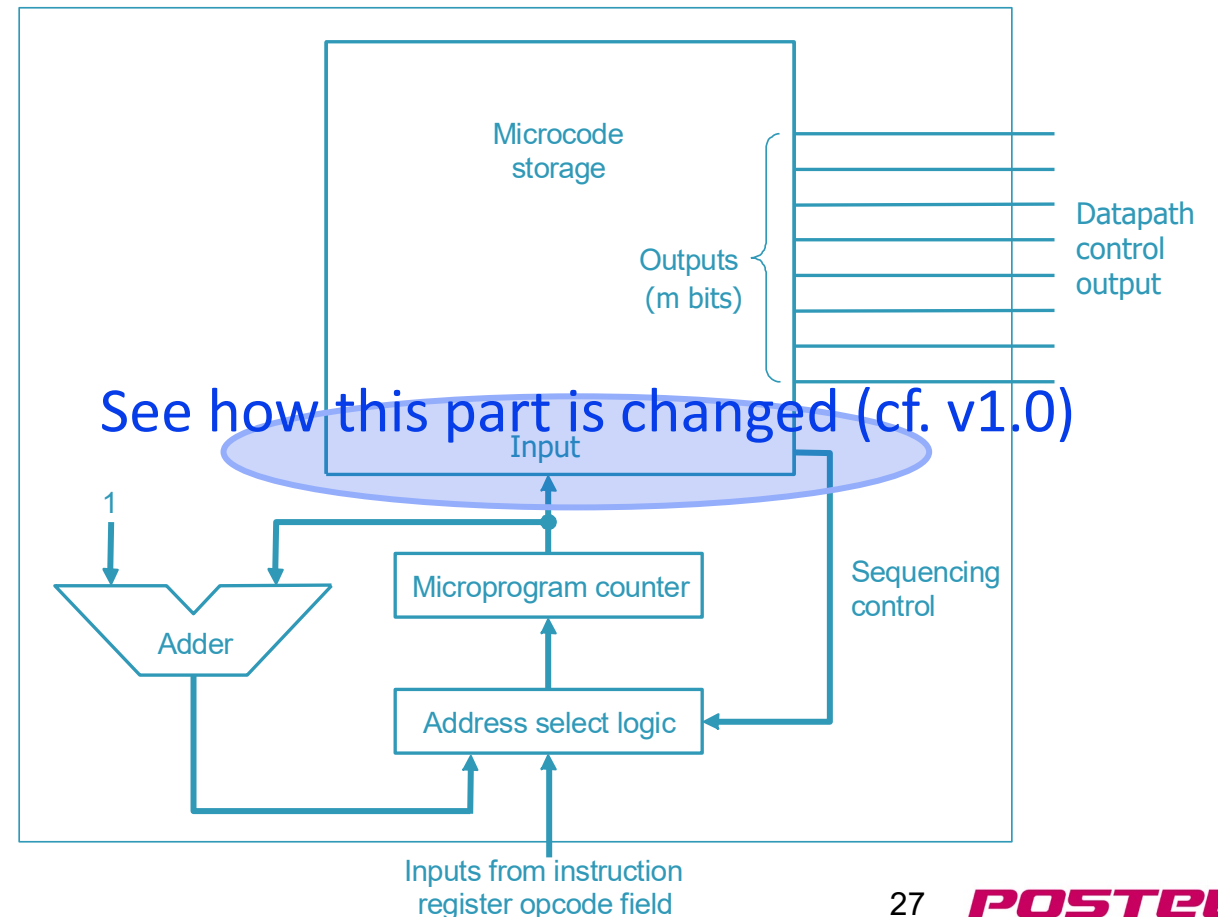 Microcode
storage
Outputs
(m bits)
Datapath
control
output
See how this part is changed (cf. v1.0)
Input
1
Microprogram counter
Sequencing
control
Adder
Address select logic
Inputs from instruction
register opcode field
27